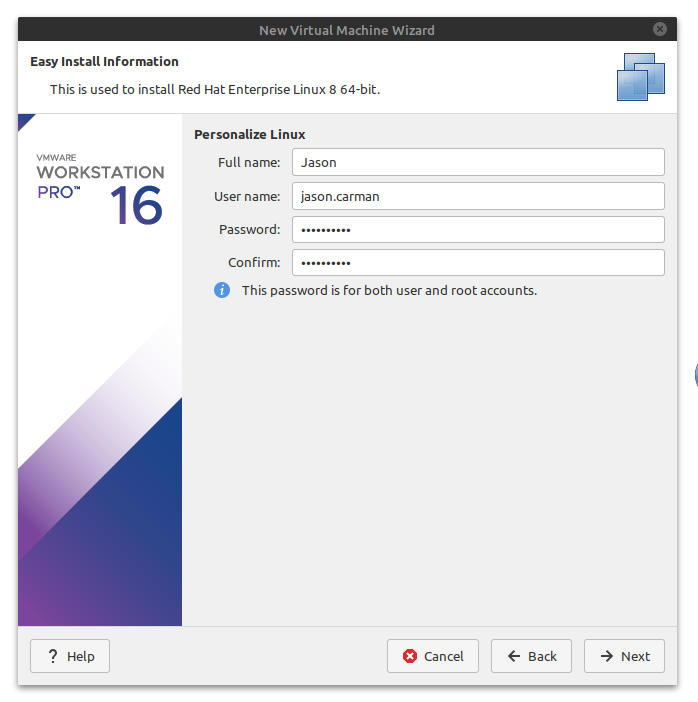 New Virtual Machine Wizard
Easy Install Information
This is used to install Red Hat Enterprise Linux 8 64-bit.
VMWARE
WORKSTATION
PRO™ 16
Personalize Linux
Full name: Jason
User name: jason.carman
Password: ••••••••••
Confirm: ••••••••••
i This password is for both user and root accounts.
? Help
Cancel
Back
Next